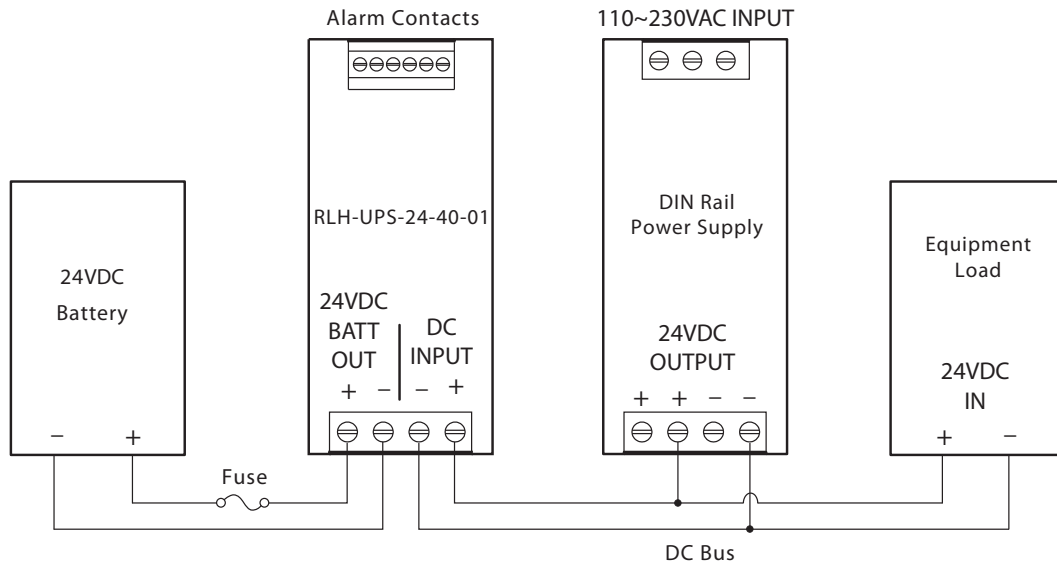 Alarm Contacts
110~230VAC INPUT
24VDC
Battery
− +
RLH-UPS-24-40-01
24VDC
BATT
OUT
DC
INPUT
+ − − +
DIN Rail
Power Supply
24VDC
OUTPUT
+ + − −
Equipment
Load
24VDC
IN
+ −
Fuse
DC Bus